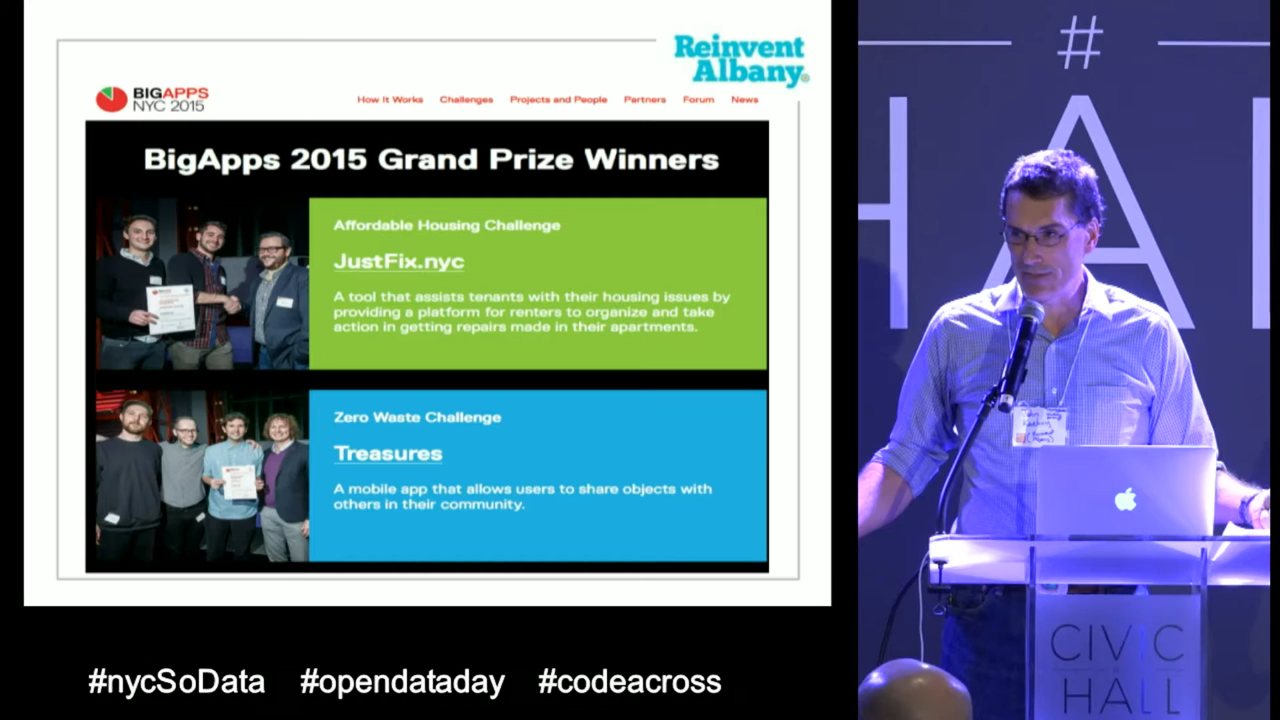 Reinvent
Albany
BIGAPPS
NYC 2015
How It Works Challenges Projects and People Partners Forum News
BigApps 2015 Grand Prize Winners
Affordable Housing Challenge
JustFix.nyc
A tool that assists tenants with their housing issues by
providing a platform for renters to organize and take
action in getting repairs made in their apartments.
Zero Waste Challenge
Treasures
A mobile app that allows users to share objects with
others in their community.
#nycSoData #opendataday #codeacross
#
HA
CIVIC
HALL